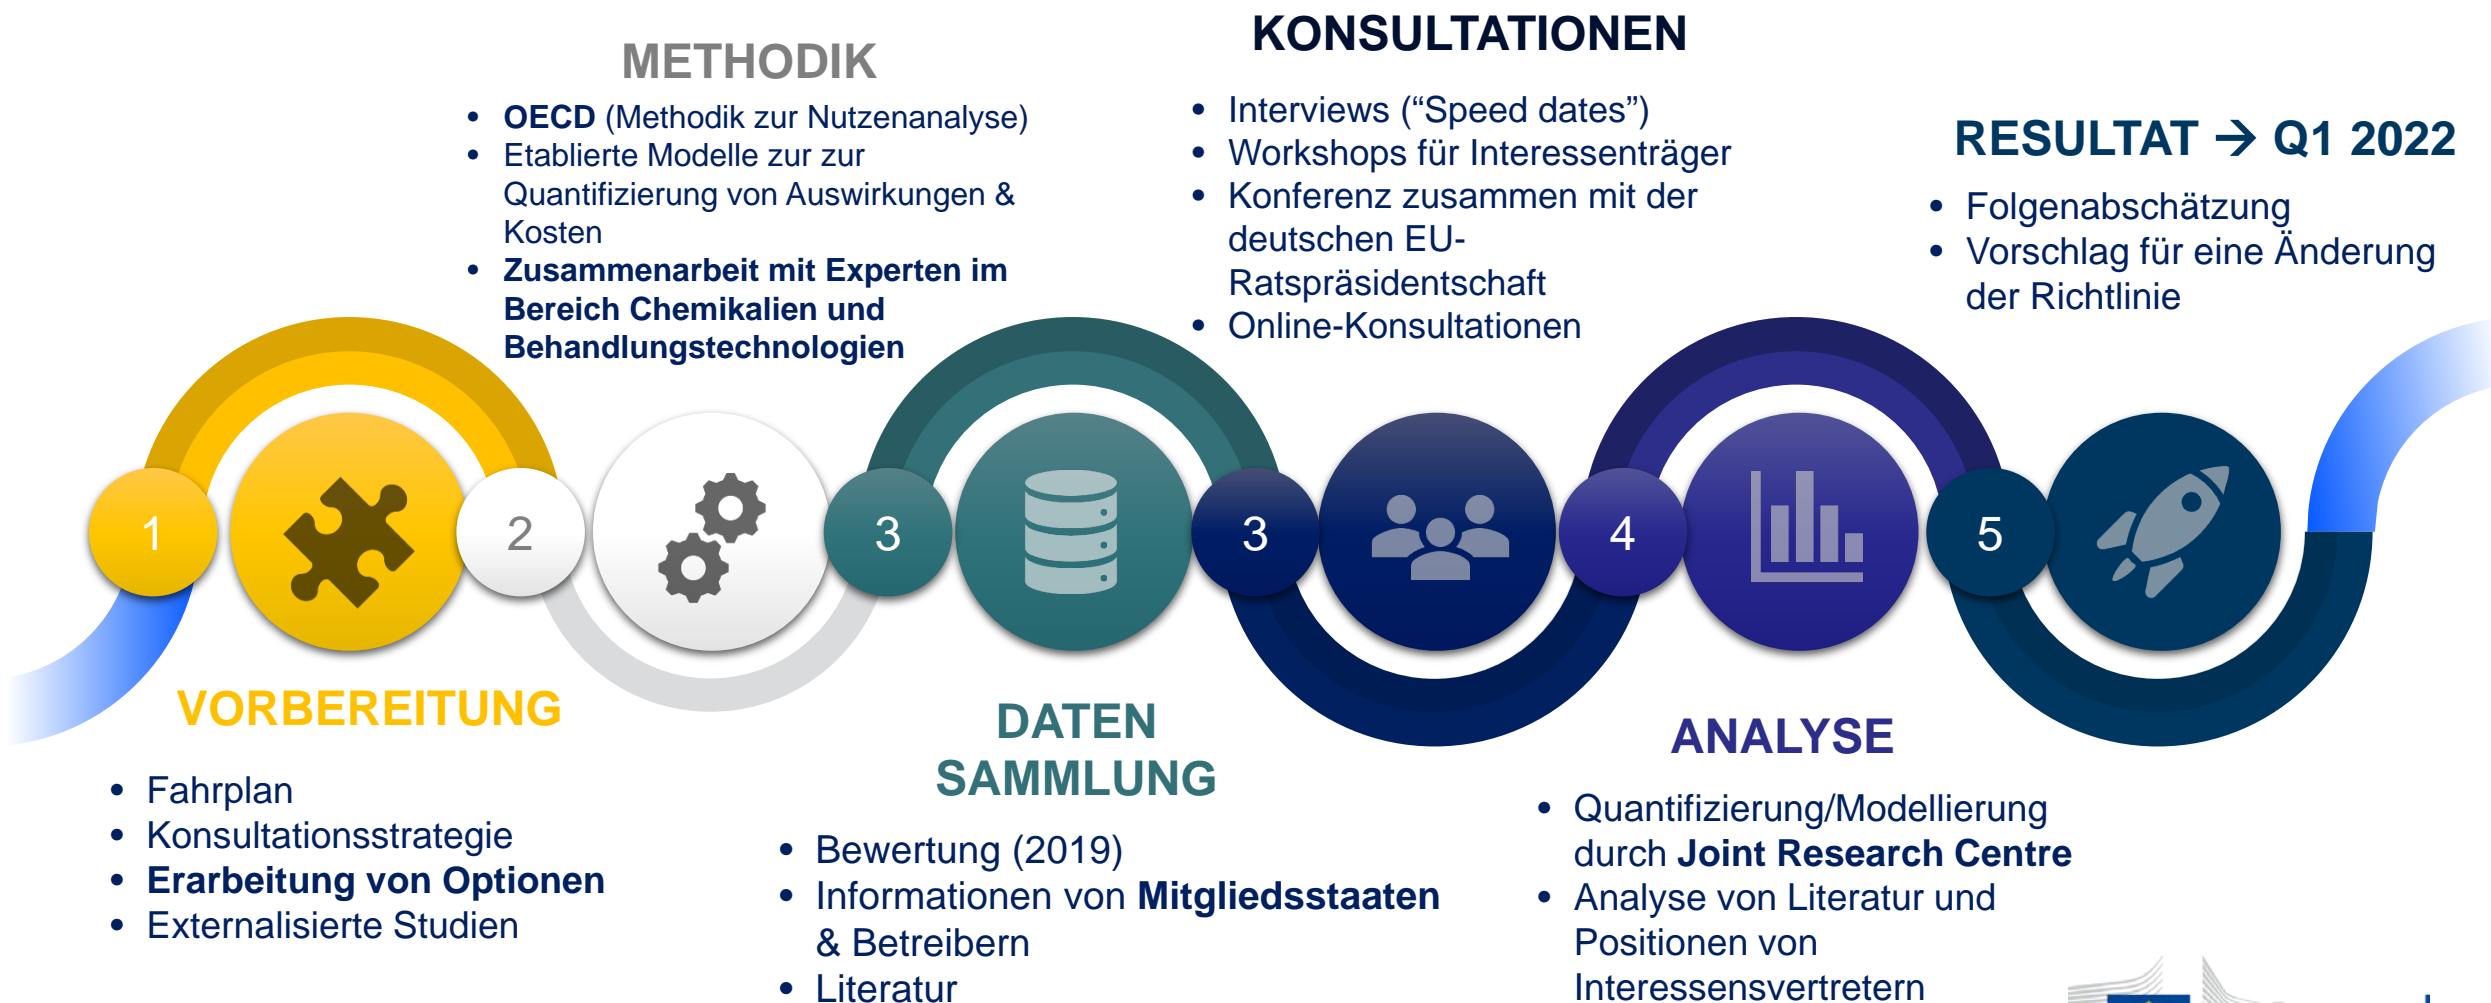 METHODIK
• OECD (Methodik zur Nutzenanalyse)
• Etablierte Modelle zur zur
Quantifizierung von Auswirkungen &
Kosten
• Zusammenarbeit mit Experten im
Bereich Chemikalien und
Behandlungstechnologien
KONSULTATIONEN
• Interviews (“Speed dates”)
• Workshops für Interessenträger
• Konferenz zusammen mit der
deutschen EU-
Ratspräsidentschaft
• Online-Konsultationen
RESULTAT → Q1 2022
• Folgenabschätzung
• Vorschlag für eine Änderung
der Richtlinie
1
2
3
3
4
5
VORBEREITUNG
• Fahrplan
• Konsultationsstrategie
• Erarbeitung von Optionen
• Externalisierte Studien
DATEN
SAMMLUNG
• Bewertung (2019)
• Informationen von Mitgliedsstaaten
& Betreibern
• Literatur
ANALYSE
• Quantifizierung/Modellierung
durch Joint Research Centre
• Analyse von Literatur und
Positionen von
Interessensvertretern